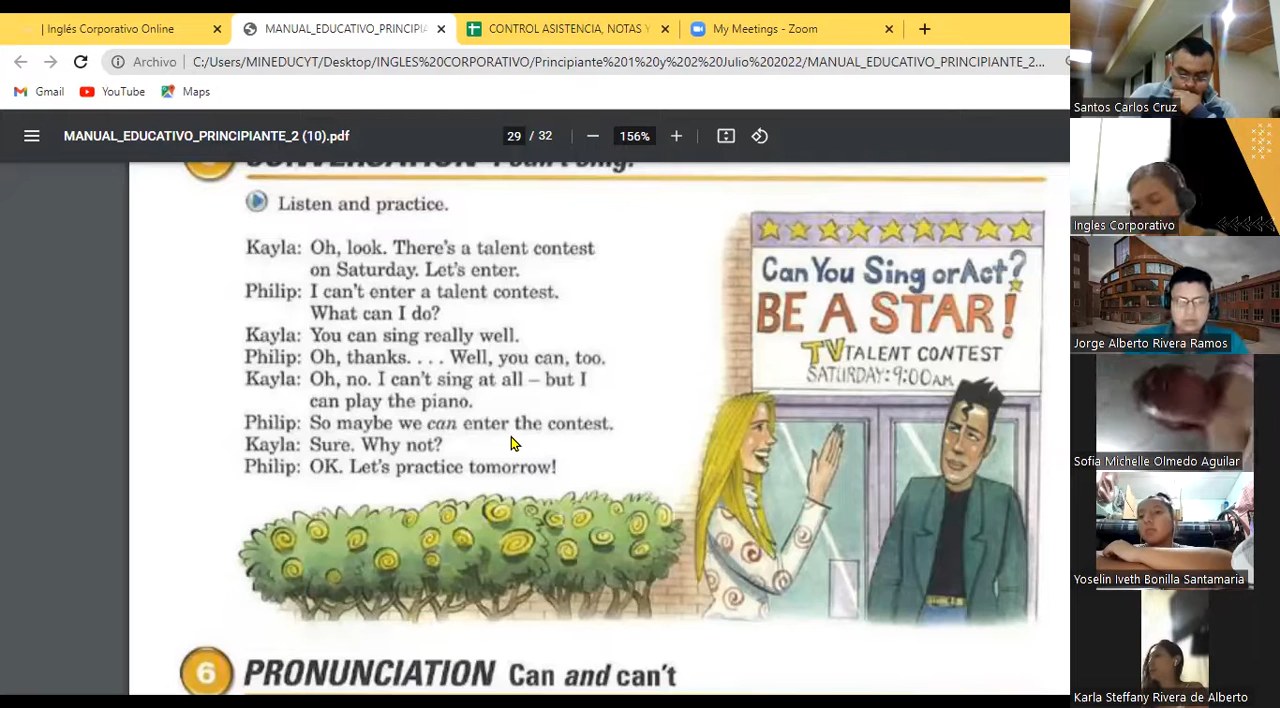 Inglés Corporativo Online
MANUAL_EDUCATIVO_PRINCIPIA
CONTROL ASISTENCIA, NOTAS Y
My Meetings - Zoom
Archivo
C:/Users/MINEDUCYT/Desktop/INGLES%20CORPORATIVO/Principiante%201%20y%202%20Julio%202022/MANUAL_EDUCATIVO_PRINCIPIANTE_2...
Gmail
YouTube
Maps
MANUAL_EDUCATIVO_PRINCIPIANTE_2 (10).pdf
29 / 32
156%
CONVERSATION I can't sing!
Listen and practice.
Kayla: Oh, look. There's a talent contest
on Saturday. Let's enter.
Philip: I can't enter a talent contest.
What can I do?
Kayla: You can sing really well.
Philip: Oh, thanks. . . . Well, you can, too.
Kayla: Oh, no. I can't sing at all – but I
can play the piano.
Philip: So maybe we can enter the contest.
Kayla: Sure. Why not?
Philip: OK. Let's practice tomorrow!
Can You Sing or Act?
BE A STAR!
TV TALENT CONTEST
SATURDAY: 9:00 AM
6 PRONUNCIATION Can and can't
Santos Carlos Cruz
Ingles Corporativo
Jorge Alberto Rivera Ramos
Sofia Michelle Olmedo Aguilar
Yoselin Iveth Bonilla Santamaria
Karla Steffany Rivera de Alberto